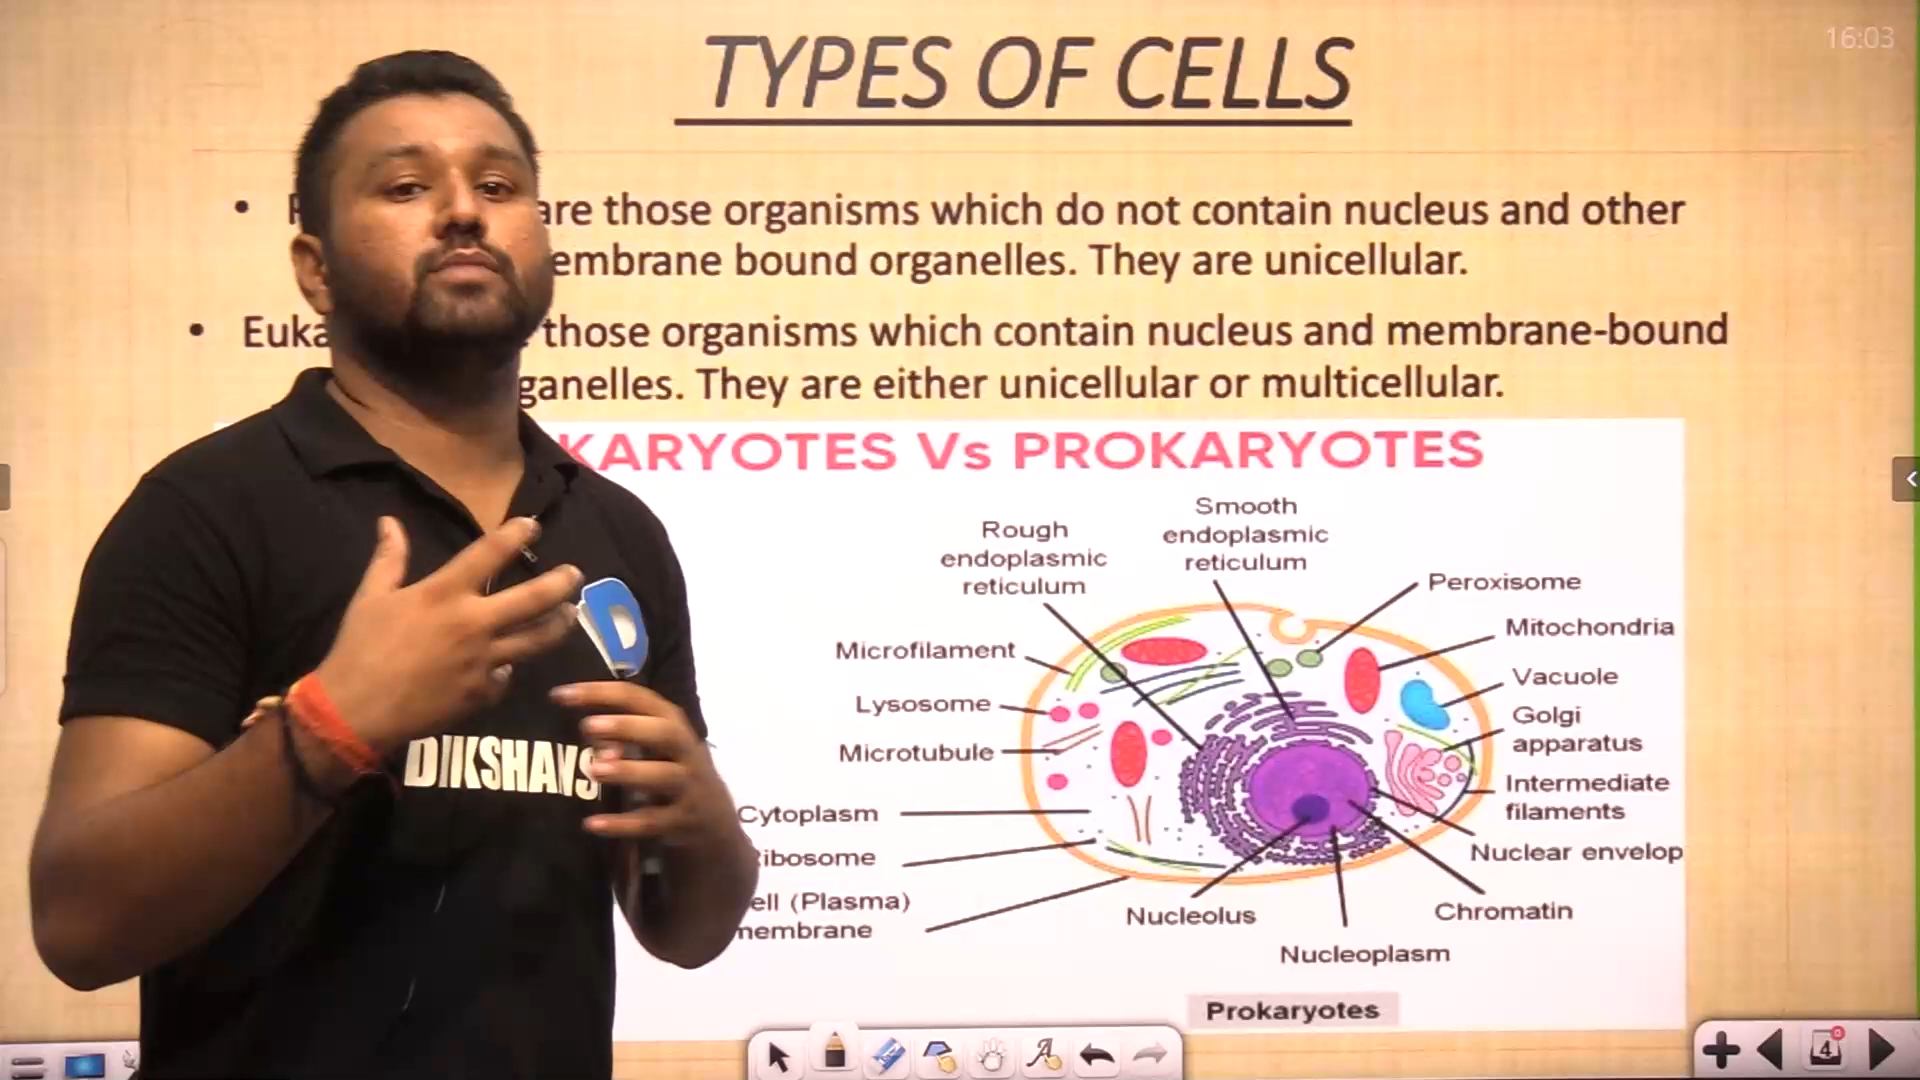 16:03
TYPES OF CELLS
are those organisms which do not contain nucleus and other
embrane bound organelles. They are unicellular.
Euka those organisms which contain nucleus and membrane-bound
ganelles. They are either unicellular or multicellular.
KARYOTES Vs PROKARYOTES
Smooth
endoplasmic
reticulum
Rough
endoplasmic
reticulum
Peroxisome
Mitochondria
Microfilament
Vacuole
Lysosome
Golgi
apparatus
Microtubule
Intermediate
filaments
Cytoplasm
Nuclear envelop
ibosome
ell (Plasma)
membrane
Nucleolus
Chromatin
Nucleoplasm
Prokaryotes
D
DIKSHANS
4